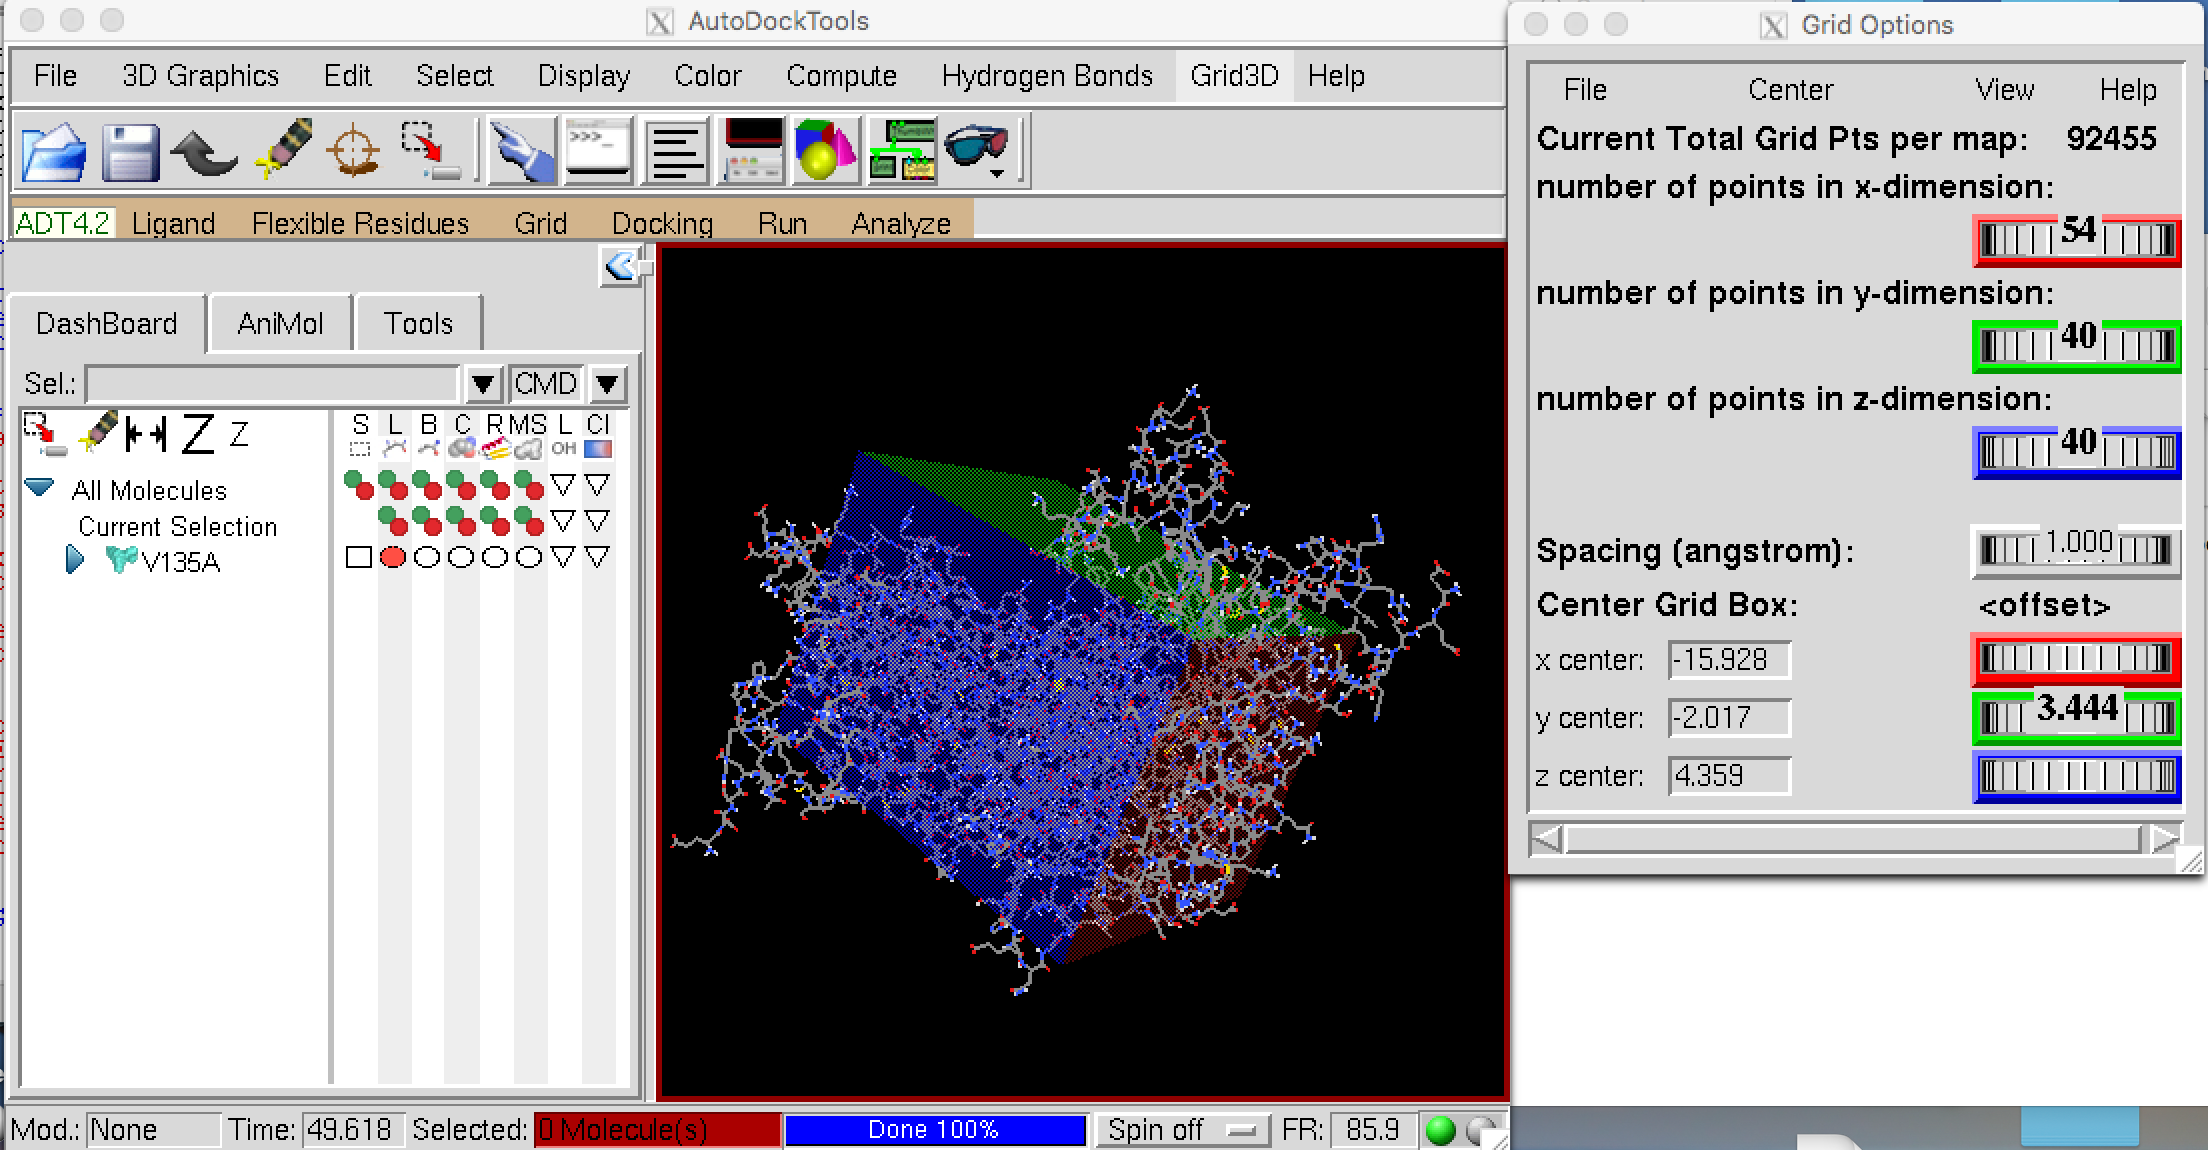 AutoDockTools
File 3D Graphics Edit Select Display Color Compute Hydrogen Bonds Grid3D Help
>>>
ADT4.2 Ligand Flexible Residues Grid Docking Run Analyze
DashBoard AniMol Tools
Sel.: CMD
Z Z S L B C R MS L Cl
OH
All Molecules
Current Selection
V135A
Mod.: None Time: 49.618 Selected: 0 Molecule(s) Done 100% Spin off FR: 85.9
Grid Options
File Center View Help
Current Total Grid Pts per map: 92455
number of points in x-dimension:
54
number of points in y-dimension:
40
number of points in z-dimension:
40
Spacing (angstrom): 1.000
Center Grid Box: <offset>
x center: -15.928
y center: -2.017 3.444
z center: 4.359